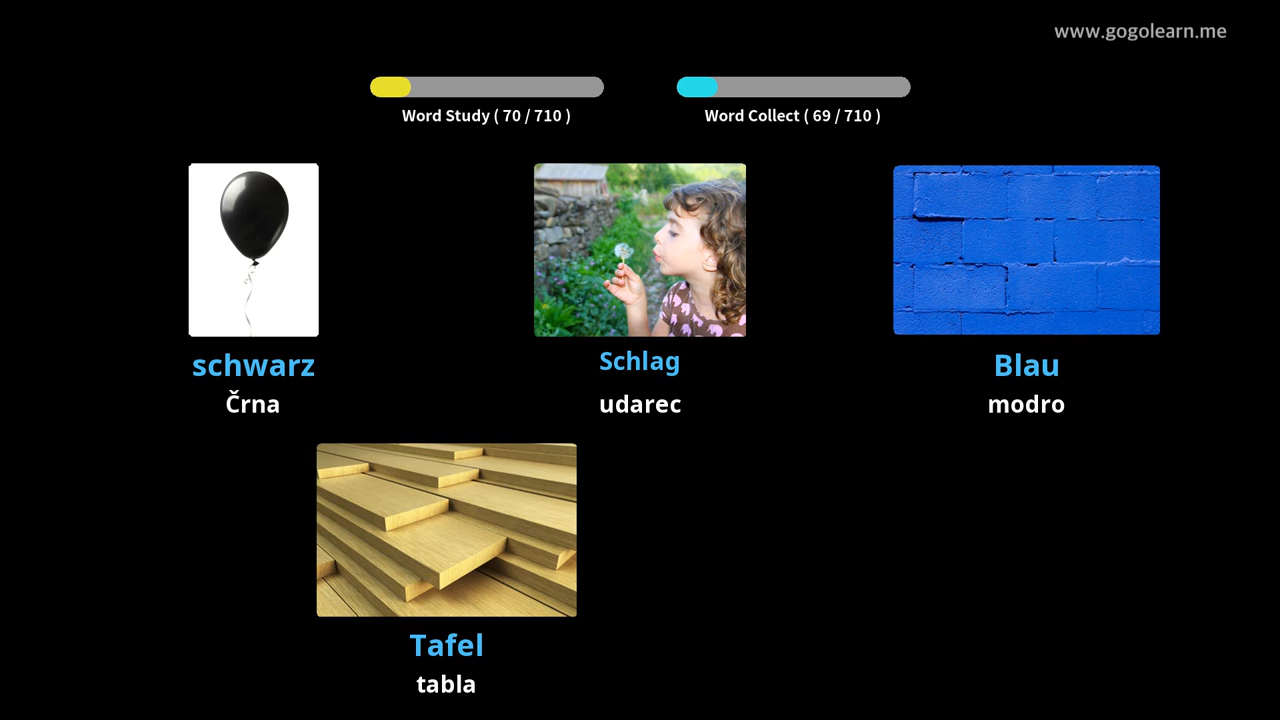 www.gogolearn.me
Word Study ( 70 / 710 )
Word Collect ( 69 / 710 )
schwarz
Črna
Schlag
udarec
Blau
modro
Tafel
tabla